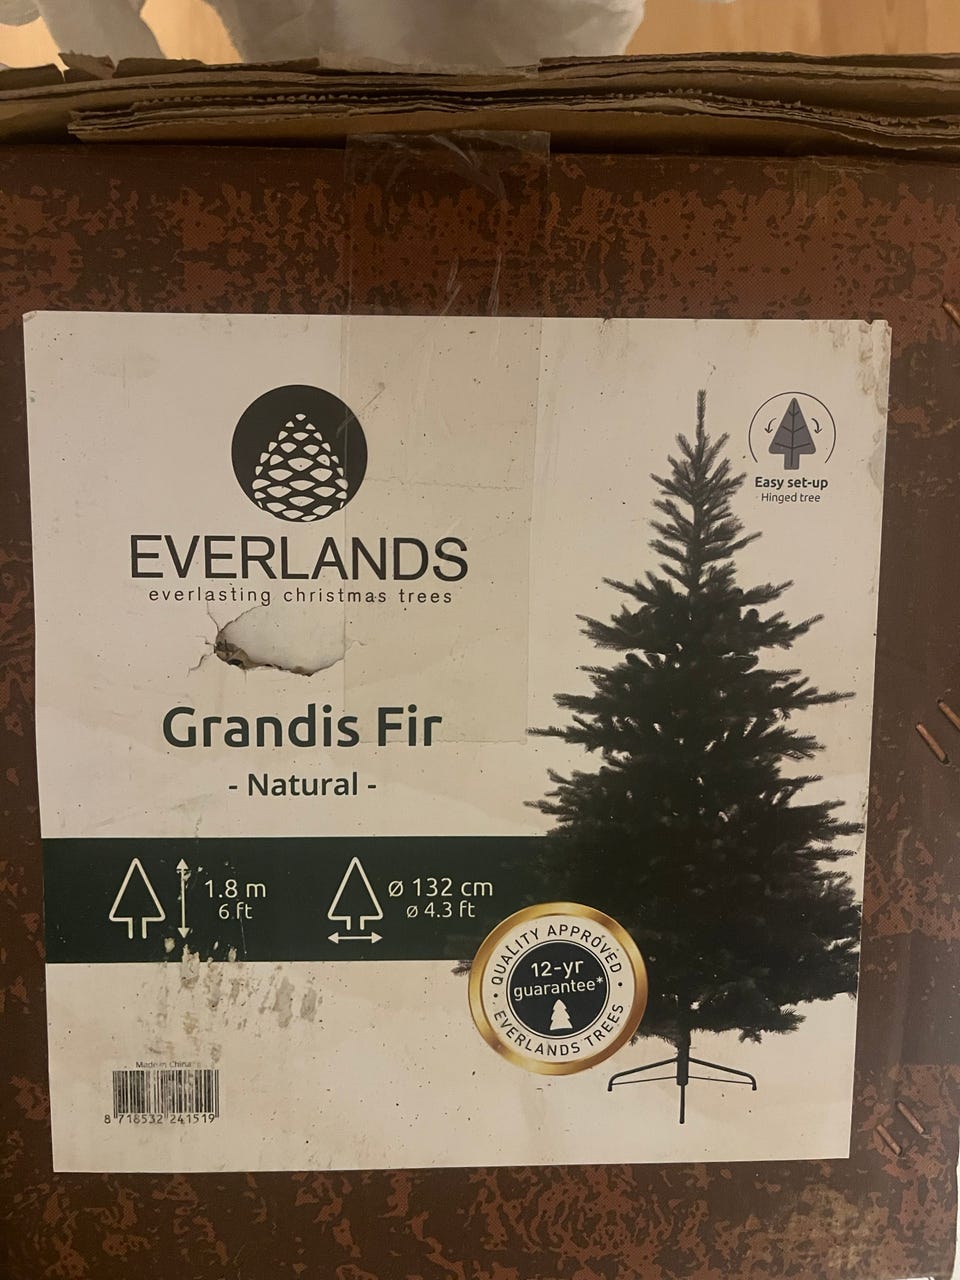 EVERLANDS
everlasting christmas trees
Easy set-up
Hinged tree
Grandis Fir
- Natural -
1.8 m
6 ft
Ø 132 cm
ø 4.3 ft
QUALITY APPROVED
12-yr
guarantee*
EVERLANDS TREES
Made in China
8 718532 241519